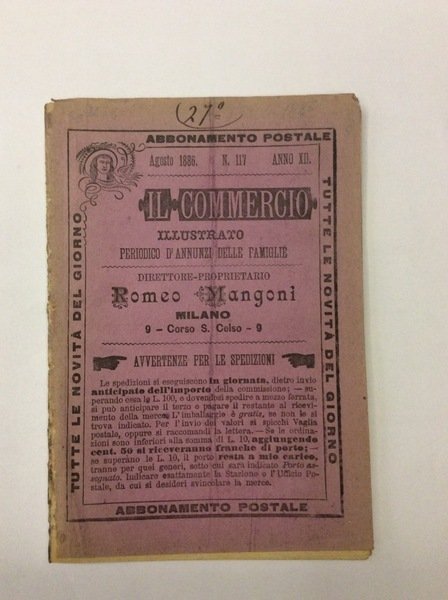 27º
ABBONAMENTO POSTALE
Agosto 1886. N. 117 ANNO XII.
IL COMMERCIO
ILLUSTRATO
PERIODICO D'ANNUNZI DELLE FAMIGLIE
DIRETTORE-PROPRIETARIO
Romeo Mangoni
MILANO
9 — Corso S. Celso — 9
AVVERTENZE PER LE SPEDIZIONI
Le spedizioni si eseguiscono in giornata, dietro invio
anticipato dell'importo della commissione; — su-
perando essa le L. 100, e dovendosi spedire a mezzo ferrata,
si può anticipare il terzo e pagare il restante al ricevi-
mento della merce. L'imballaggio è gratis, se non le si
trova indicato. Per l'invio dei valori si spicchi Vaglia
postale, oppure si raccomandi la lettera. — Se le ordina-
zioni sono inferiori alla somma di L. 10, aggiungendo
cent. 50 si riceveranno franche di porto; —
se superano le L. 10, il porto resta a mio carico,
tranne per quei generi, sotto cui sarà indicato Porto as-
segnato. Indicare esattamente la Stazione o l'Ufficio Po-
stale, da cui si desideri svincolare la merce.
ABBONAMENTO POSTALE
TUTTE LE NOVITÀ DEL GIORNO
TUTTE LE NOVITÀ DEL GIORNO